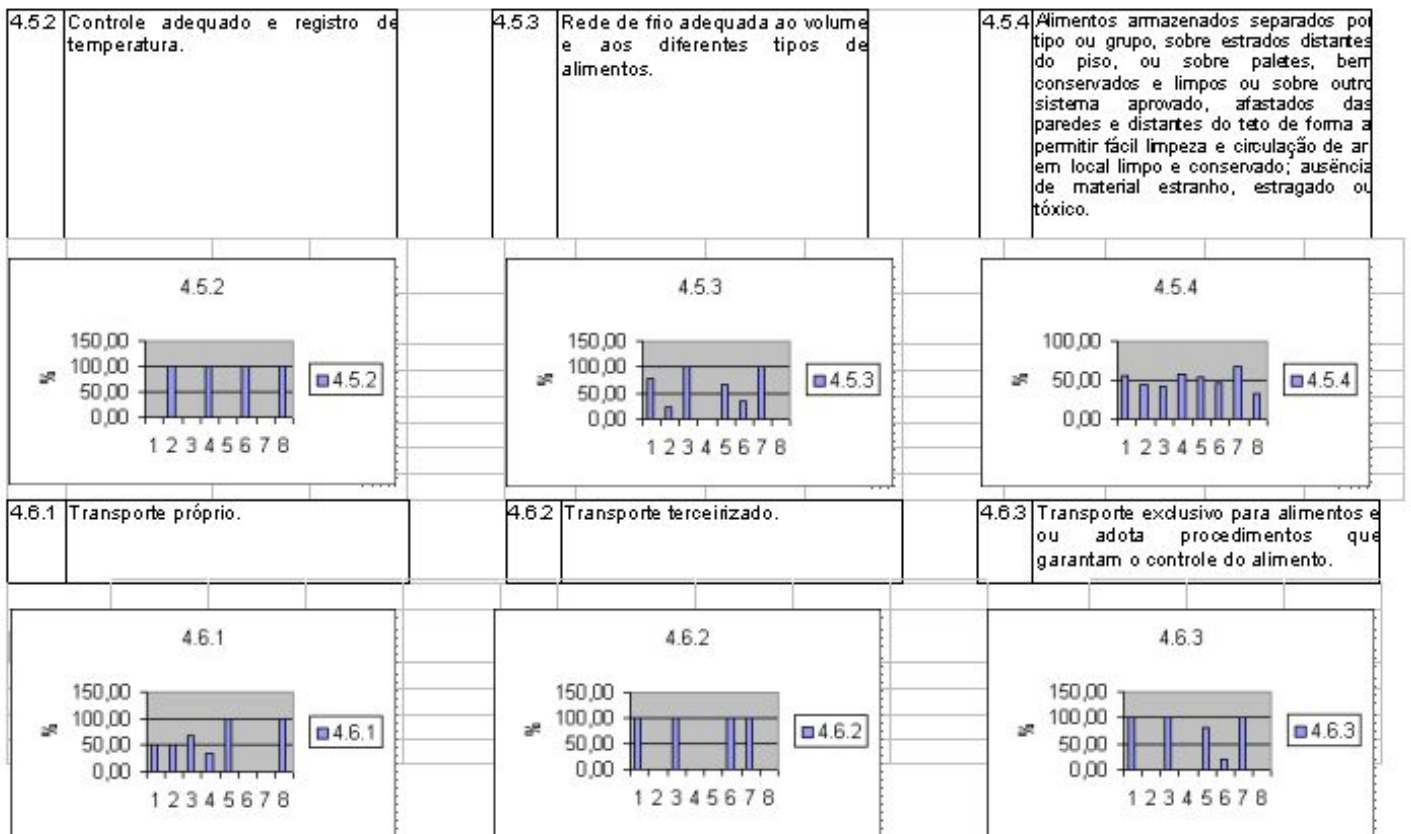 4.5.2 Controle adequado e registro de
temperatura.
4.5.3 Rede de frio adequada ao volume
e aos diferentes tipos de
alimentos.
4.5.4 Alimentos armazenados separados por
tipo ou grupo, sobre estrados distantes
do piso, ou sobre paletes, bem
conservados e limpos ou sobre outro
sistema aprovado, afastados das
paredes e distantes do teto de forma a
permitir fácil limpeza e circulação de ar
em local limpo e conservado; ausência
de material estranho, estragado ou
tóxico.
4.5.2
150,00
100,00
50,00
0,00
%
1 2 3 4 5 6 7 8
4.5.2
4.5.3
150,00
100,00
50,00
0,00
%
1 2 3 4 5 6 7 8
4.5.3
4.5.4
100,00
50,00
0,00
%
1 2 3 4 5 6 7 8
4.5.4
4.6.1 Transporte próprio.
4.6.2 Transporte terceirizado.
4.6.3 Transporte exclusivo para alimentos e
ou adota procedimentos que
garantam o controle do alimento.
4.6.1
150,00
100,00
50,00
0,00
%
1 2 3 4 5 6 7 8
4.6.1
4.6.2
150,00
100,00
50,00
0,00
%
1 2 3 4 5 6 7 8
4.6.2
4.6.3
150,00
100,00
50,00
0,00
%
1 2 3 4 5 6 7 8
4.6.3